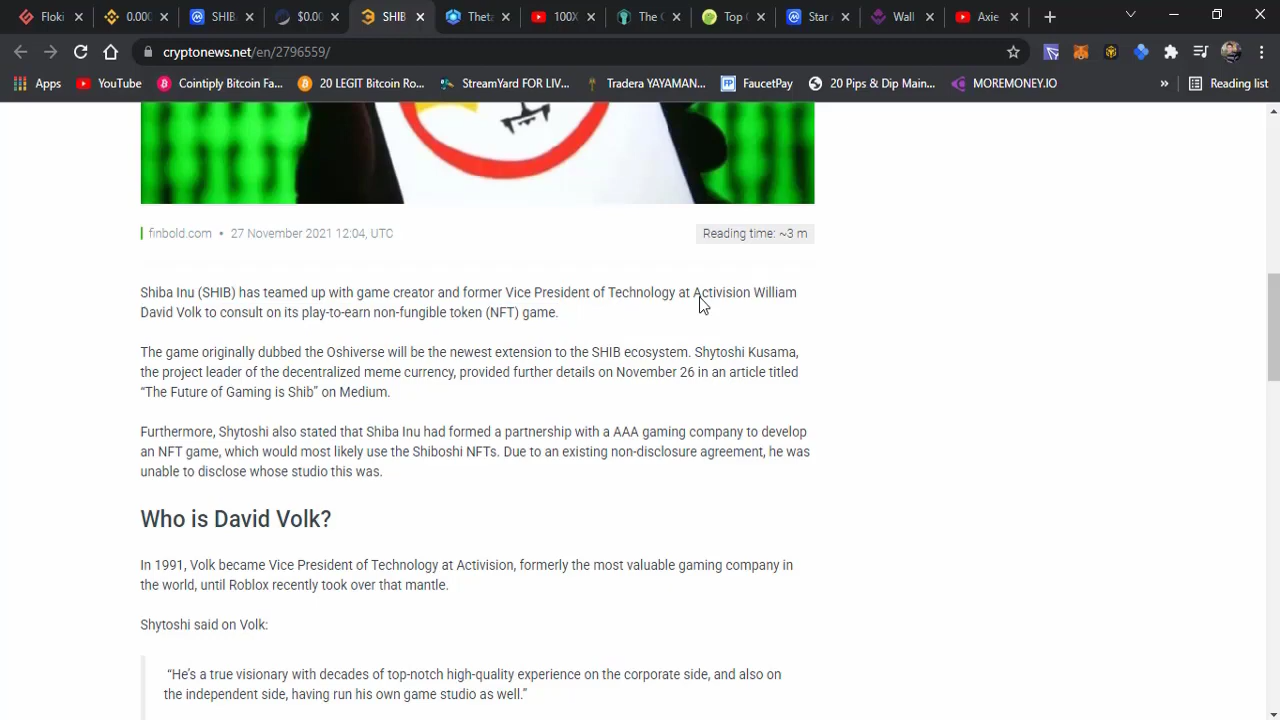 Floki
0.000
SHIB
$0.00
SHIB
Theta
100X
The C
Top C
Star A
Wall
Axie
cryptonews.net/en/2796559/
Apps
YouTube
Cointiply Bitcoin Fa...
20 LEGIT Bitcoin Ro...
StreamYard FOR LIV...
Tradera YAYAMAN...
FaucetPay
20 Pips & Dip Main...
MORMONEY.IO
»
Reading list
finbold.com • 27 November 2021 12:04, UTC
Reading time: ~3 m
Shiba Inu (SHIB) has teamed up with game creator and former Vice President of Technology at Activision William
David Volk to consult on its play-to-earn non-fungible token (NFT) game.
The game originally dubbed the Oshiverse will be the newest extension to the SHIB ecosystem. Shytoshi Kusama,
the project leader of the decentralized meme currency, provided further details on November 26 in an article titled
“The Future of Gaming is Shib” on Medium.
Furthermore, Shytoshi also stated that Shiba Inu had formed a partnership with a AAA gaming company to develop
an NFT game, which would most likely use the Shiboshi NFTs. Due to an existing non-disclosure agreement, he was
unable to disclose whose studio this was.
Who is David Volk?
In 1991, Volk became Vice President of Technology at Activision, formerly the most valuable gaming company in
the world, until Roblox recently took over that mantle.
Shytoshi said on Volk:
“He’s a true visionary with decades of top-notch high-quality experience on the corporate side, and also on
the independent side, having run his own game studio as well.”